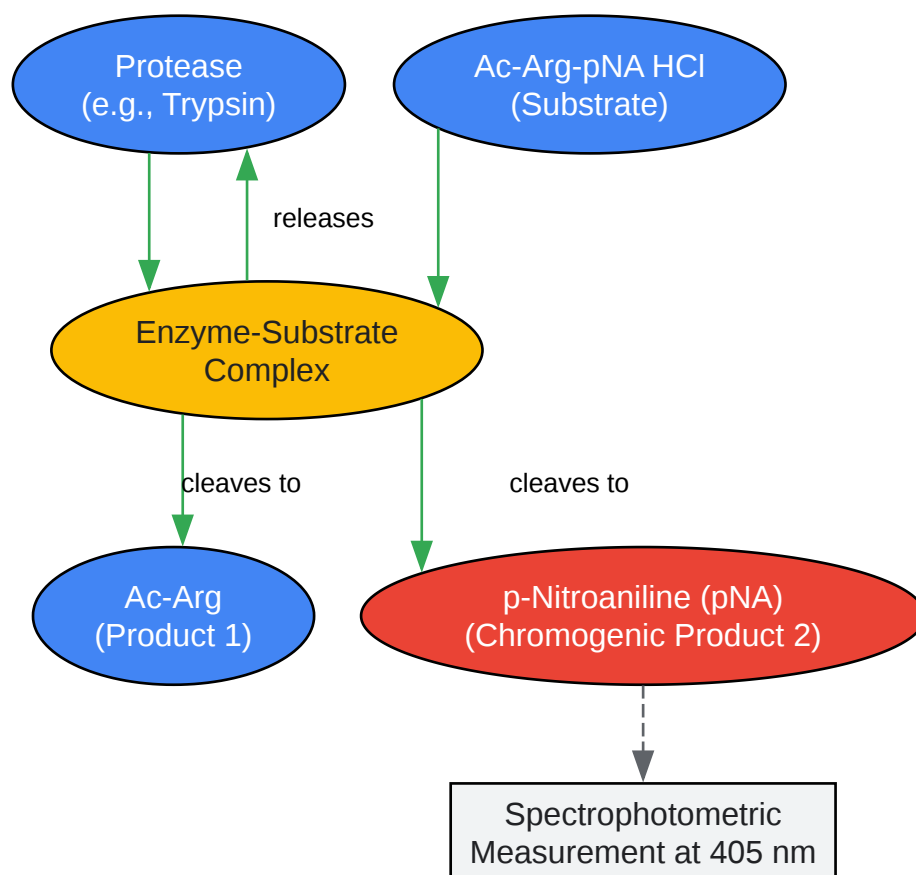 Protease
(e.g., Trypsin)
Ac-Arg-pNA HCl
(Substrate)
releases
Enzyme-Substrate
Complex
cleaves to
cleaves to
Ac-Arg
(Product 1)
p-Nitroaniline (pNA)
(Chromogenic Product 2)
Spectrophotometric
Measurement at 405 nm